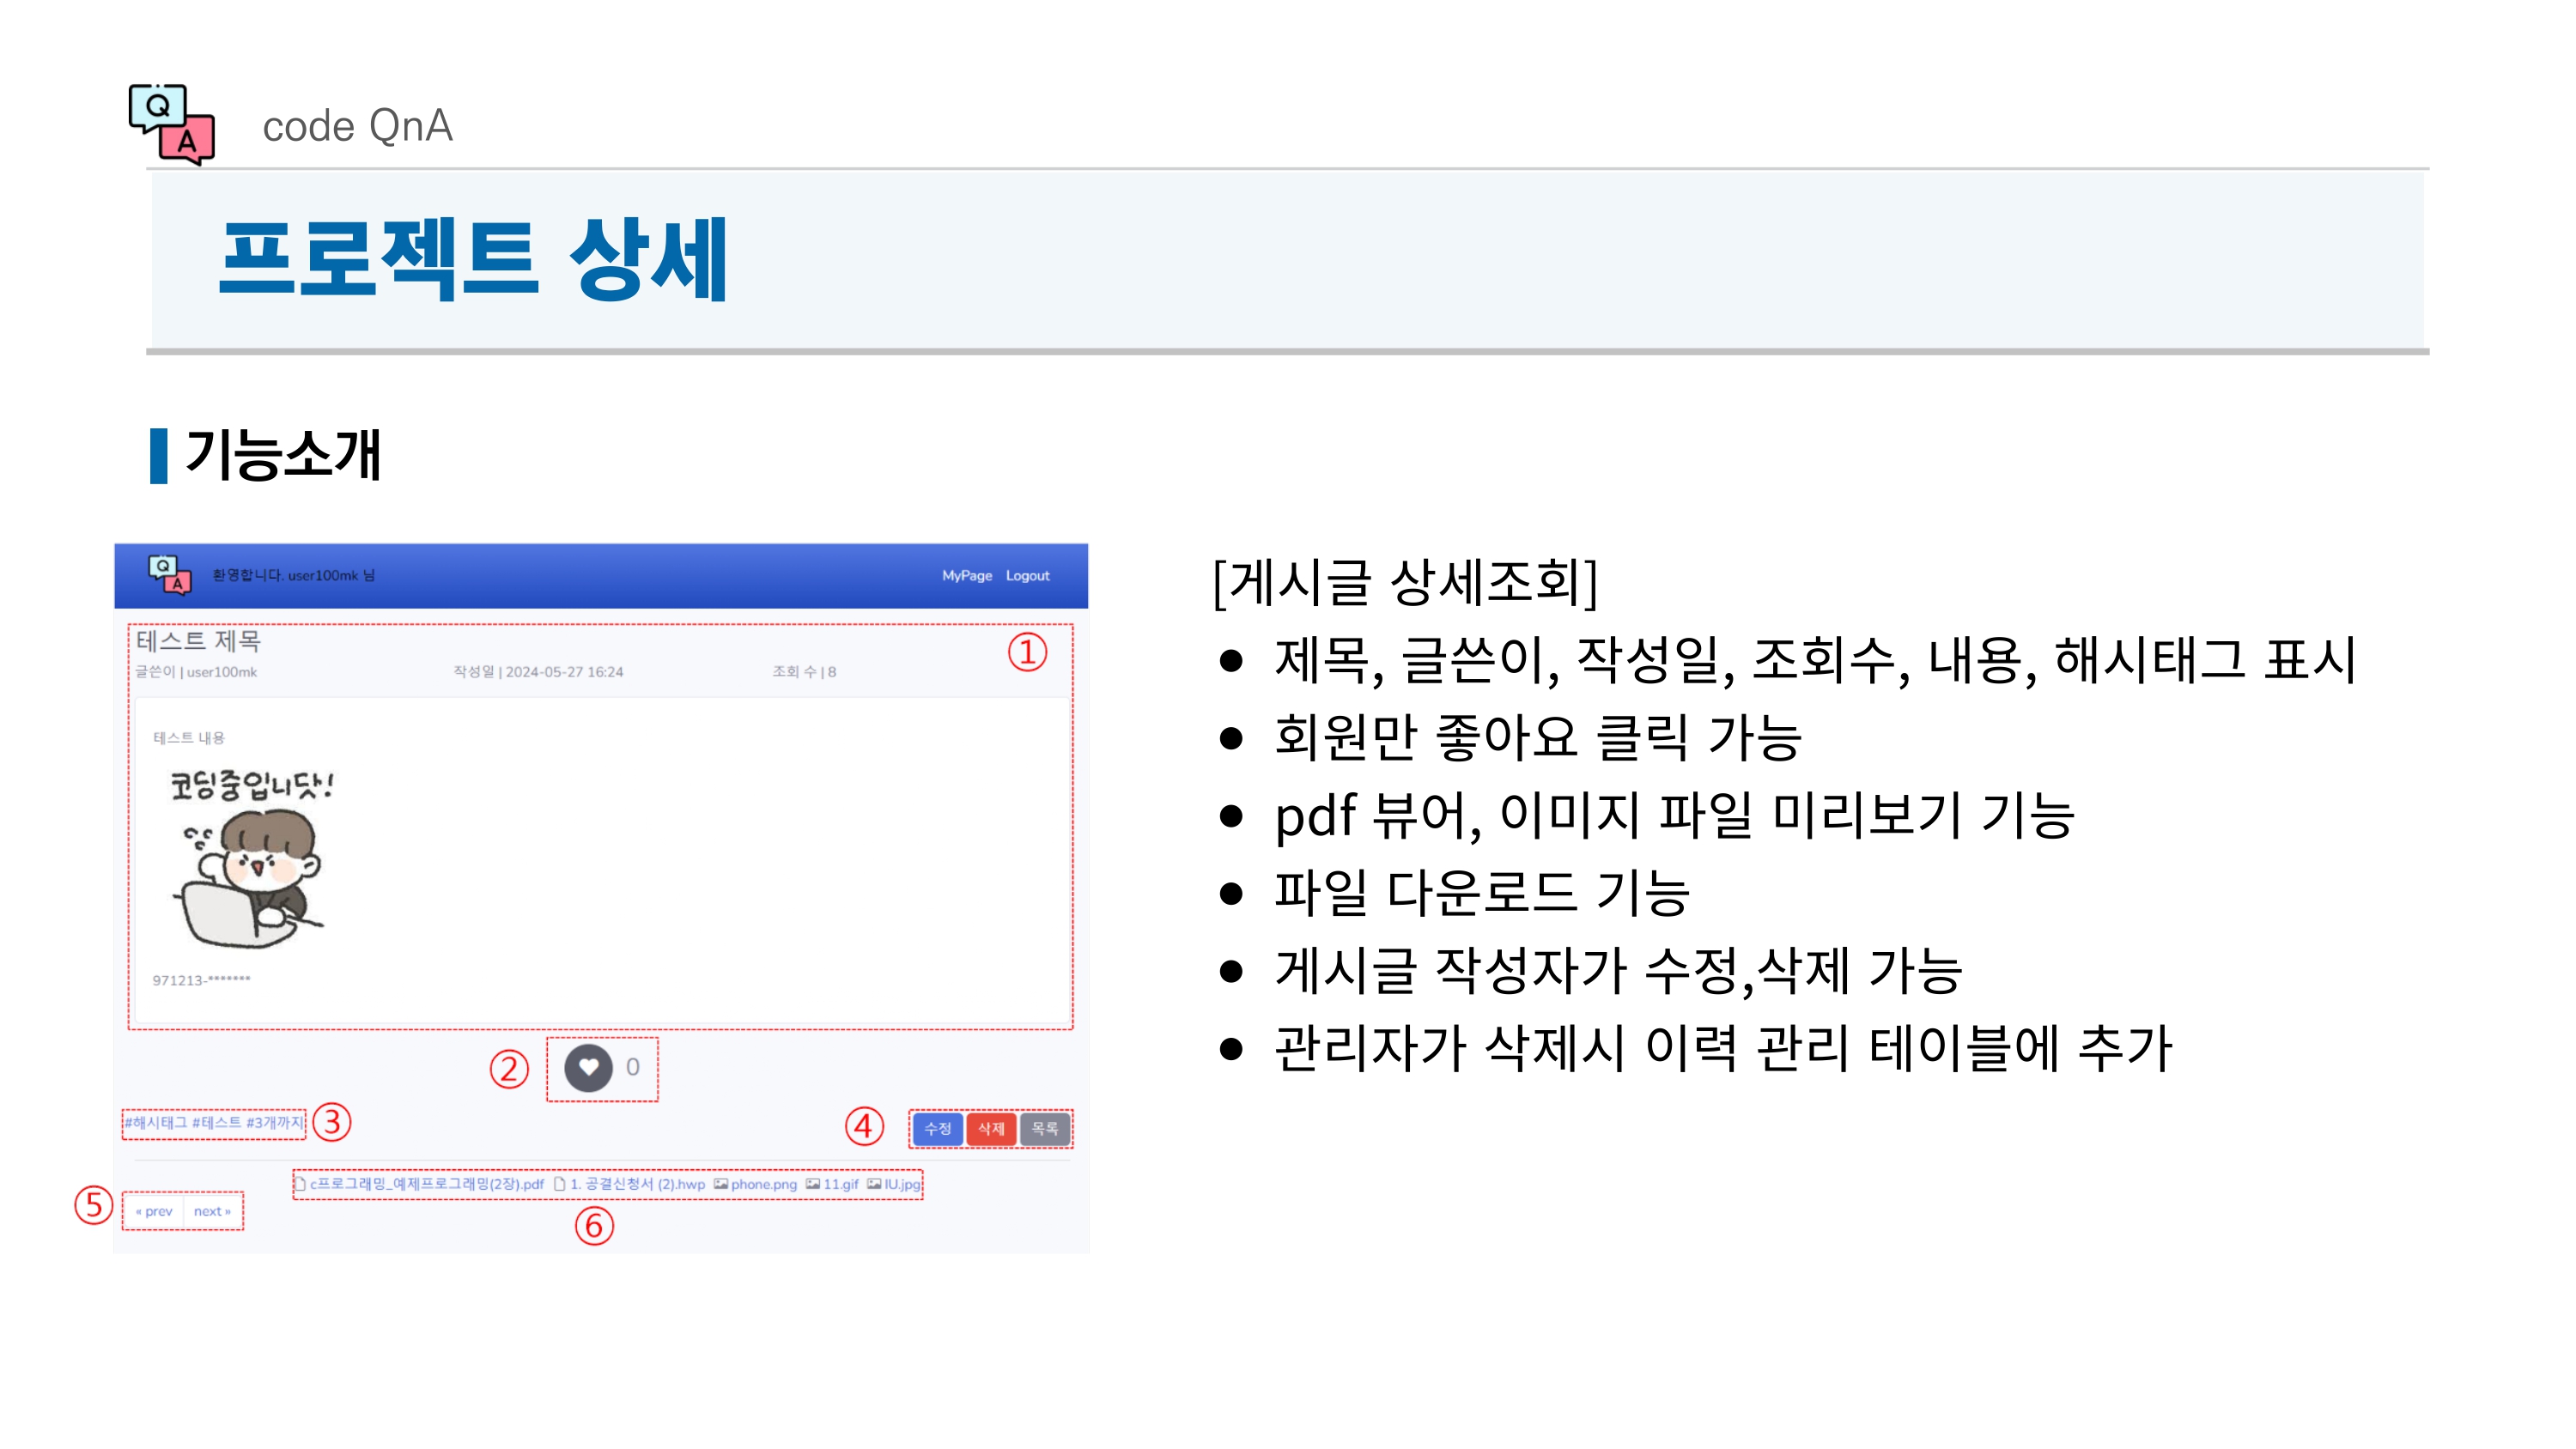 Q
A
code QnA
프로젝트 상세
기능소개
Q
A
환영합니다. user100mk 님
MyPage Logout
테스트 제목
①
글쓴이 | user100mk
작성일 | 2024-05-27 16:24
조회 수 | 8
테스트 내용
코딩중입니닷!
971213-*******
②
0
#해시태그 #테스트 #3개까지
③
④
수정 삭제 목록
c프로그래밍_예제프로그래밍(2장).pdf 1. 공결신청서 (2).hwp phone.png 11.gif IU.jpg
⑤
« prev next »
⑥
[게시글 상세조회]
● 제목, 글쓴이, 작성일, 조회수, 내용, 해시태그 표시
● 회원만 좋아요 클릭 가능
● pdf 뷰어, 이미지 파일 미리보기 기능
● 파일 다운로드 기능
● 게시글 작성자가 수정,삭제 가능
● 관리자가 삭제시 이력 관리 테이블에 추가